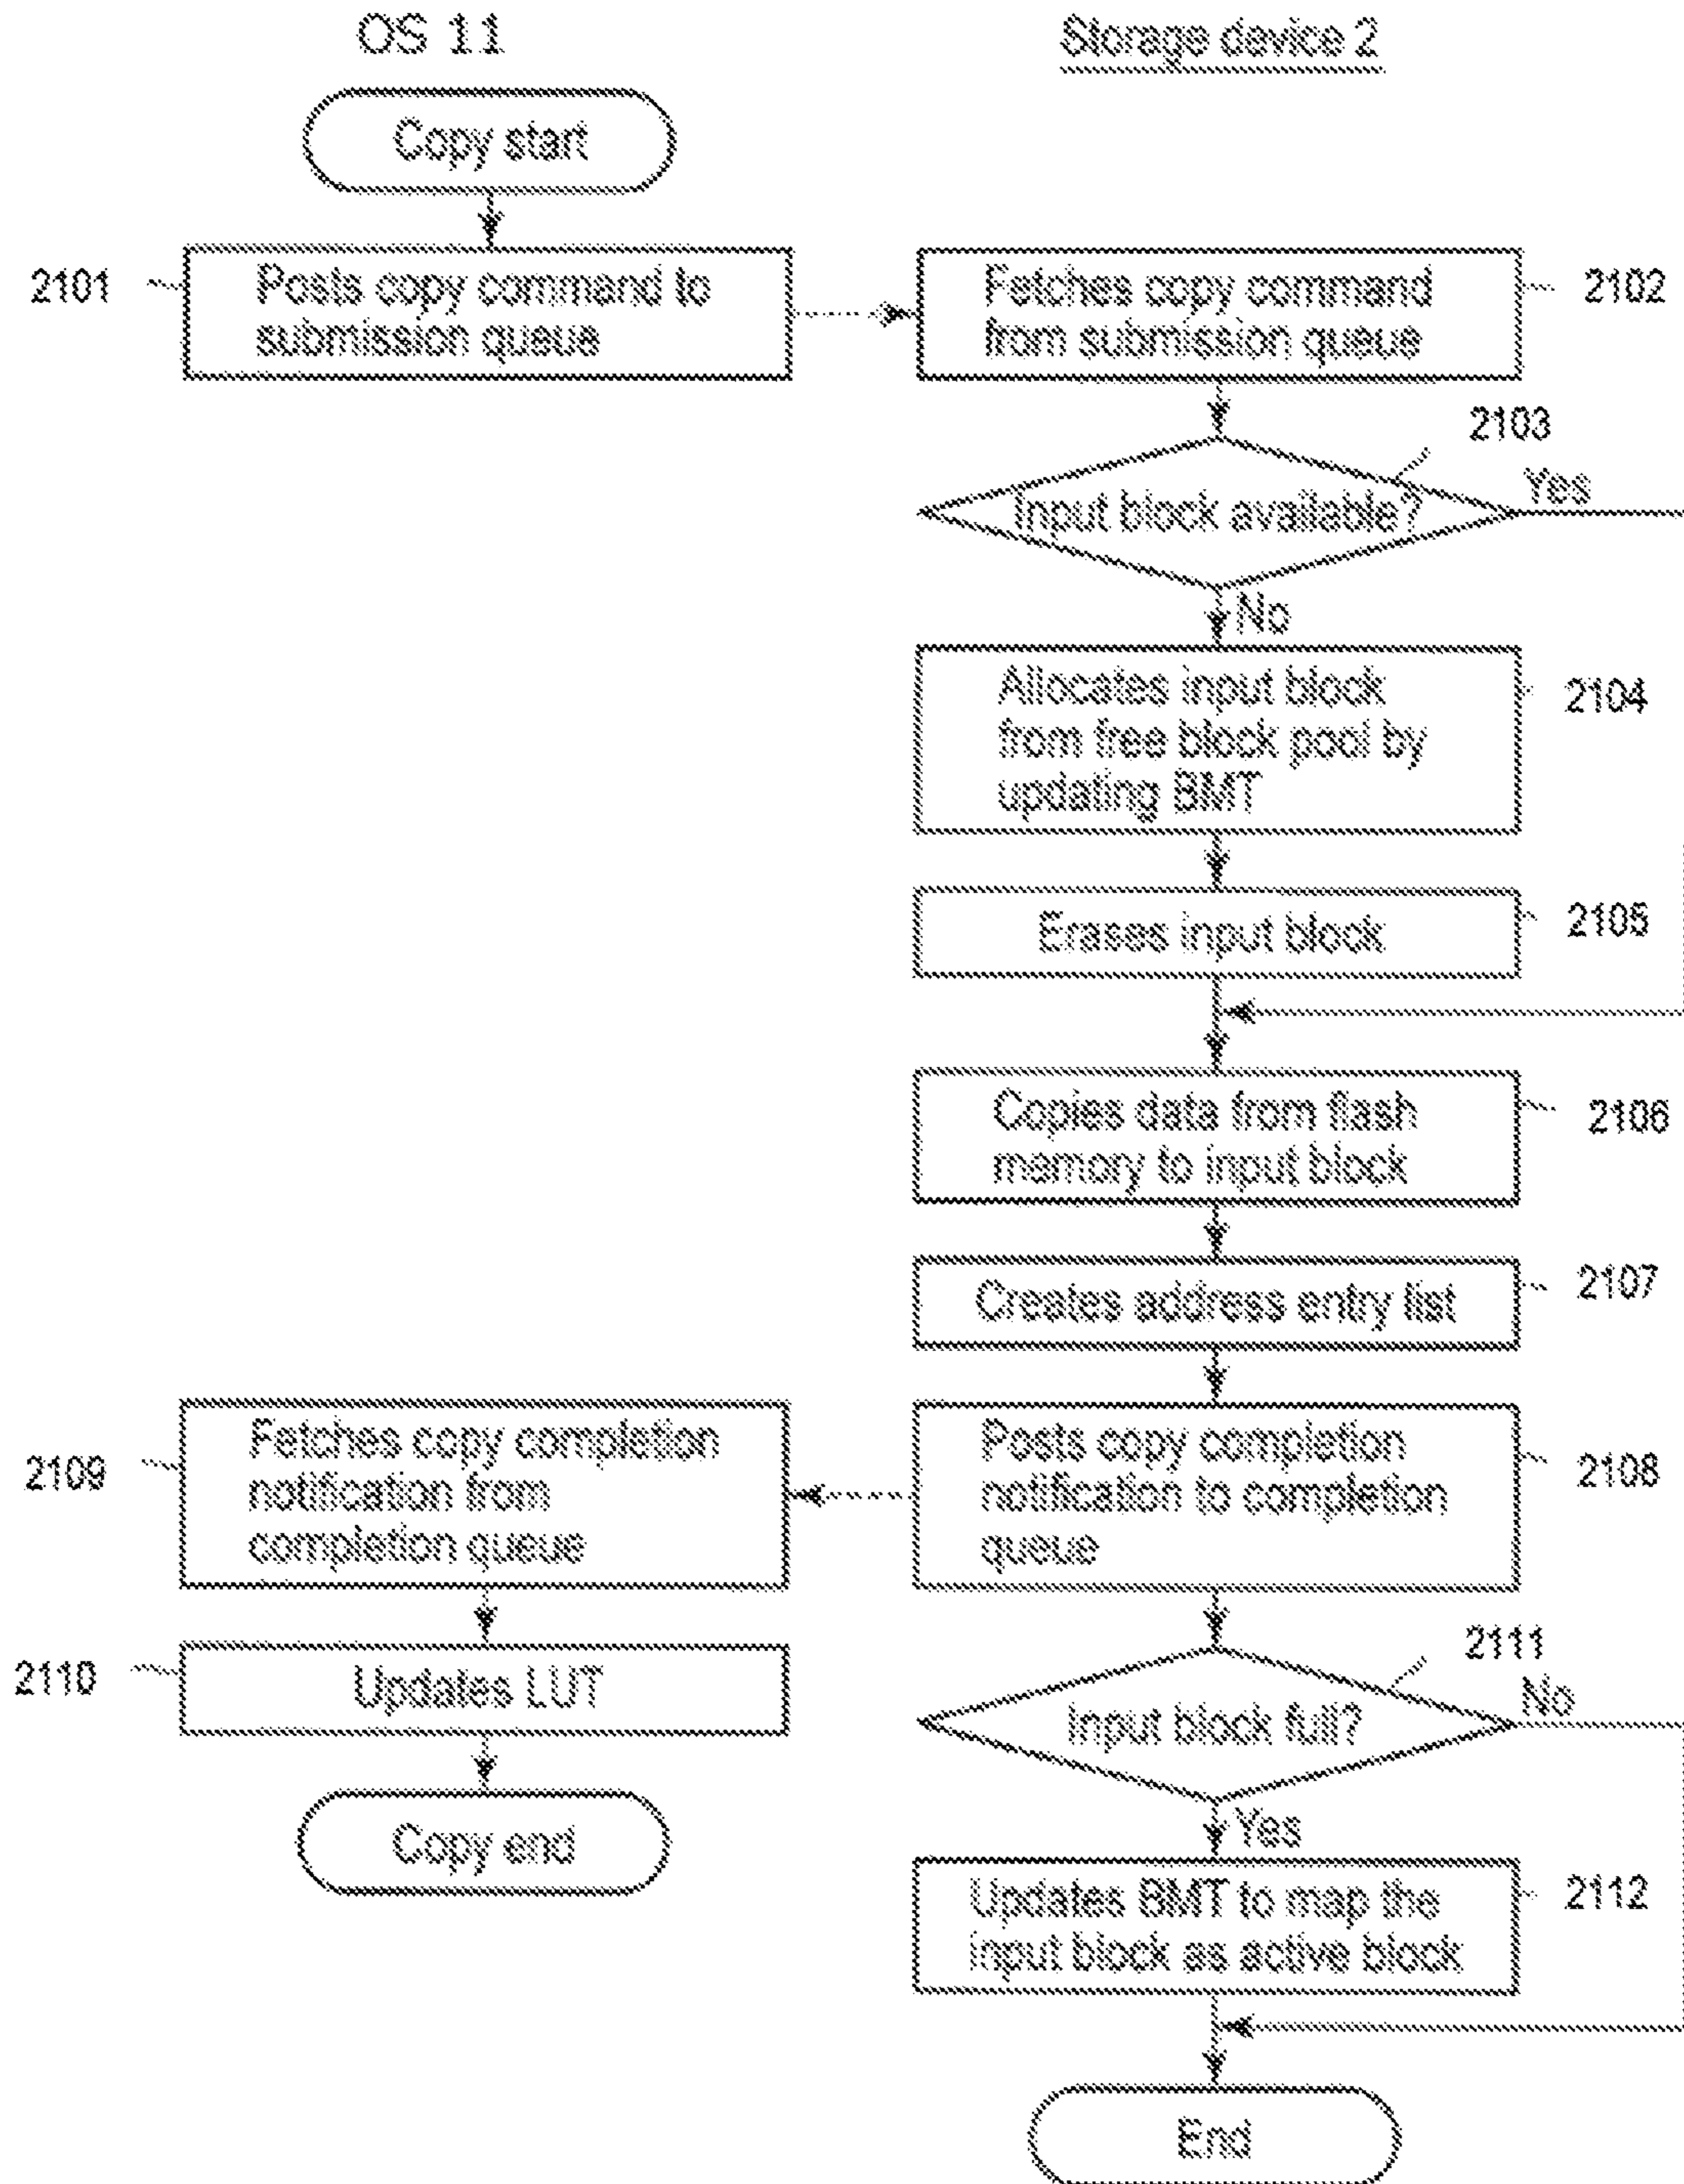 OS 11
Storage device 2
Copy start
2101
Posts copy command to
submission queue
Fetches copy command
from submission queue
2102
2103
Input block available?
Yes
No
Allocates input block
from free block pool by
updating BMT
2104
Erases input block
2105
Copies data from flash
memory to input block
2106
Creates address entry list
2107
2109
Fetches copy completion
notification from
completion queue
Posts copy completion
notification to completion
queue
2108
2110
Updates LUT
2111
Input block full?
No
Copy end
Yes
Updates BMT to map the
input block as active block
2112
End